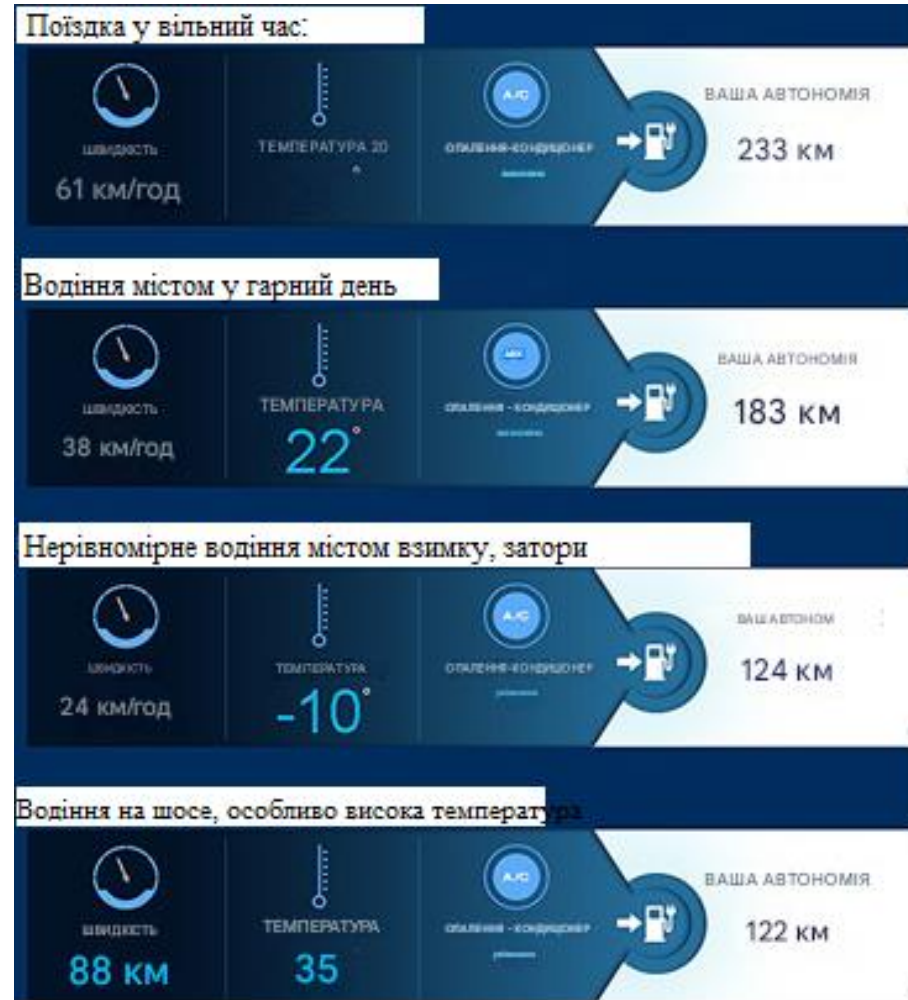 Поїздка у вільний час:
A/C
ВАША АВТОНОМІЯ
ШВИДКІСТЬ
ТЕМПЕРАТУРА 20
°
ОПАЛЕННЯ-КОНДИЦІОНЕР
233 км
61 км/год
Водіння містом у гарний день
ВАША АВТОНОМІЯ
ШВИДКІСТЬ
ТЕМПЕРАТУРА
ОПАЛЕННЯ - КОНДИЦІОНЕР
183 км
38 км/год
22°
Нерівномірне водіння містом взимку, затори
A/C
ВАША АВТОНОМ
ШВИДКІСТЬ
ТЕМПЕРАТУРА
ОПАЛЕННЯ-КОНДИЦІОНЕР
124 км
24 км/год
-10°
Водіння на шосе, особливо висока температура
A/C
ВАША АВТОНОМІЯ
ШВИДКІСТЬ
ТЕМПЕРАТУРА
ОПАЛЕННЯ - КОНДИЦІОНЕР
122 км
88 км
35